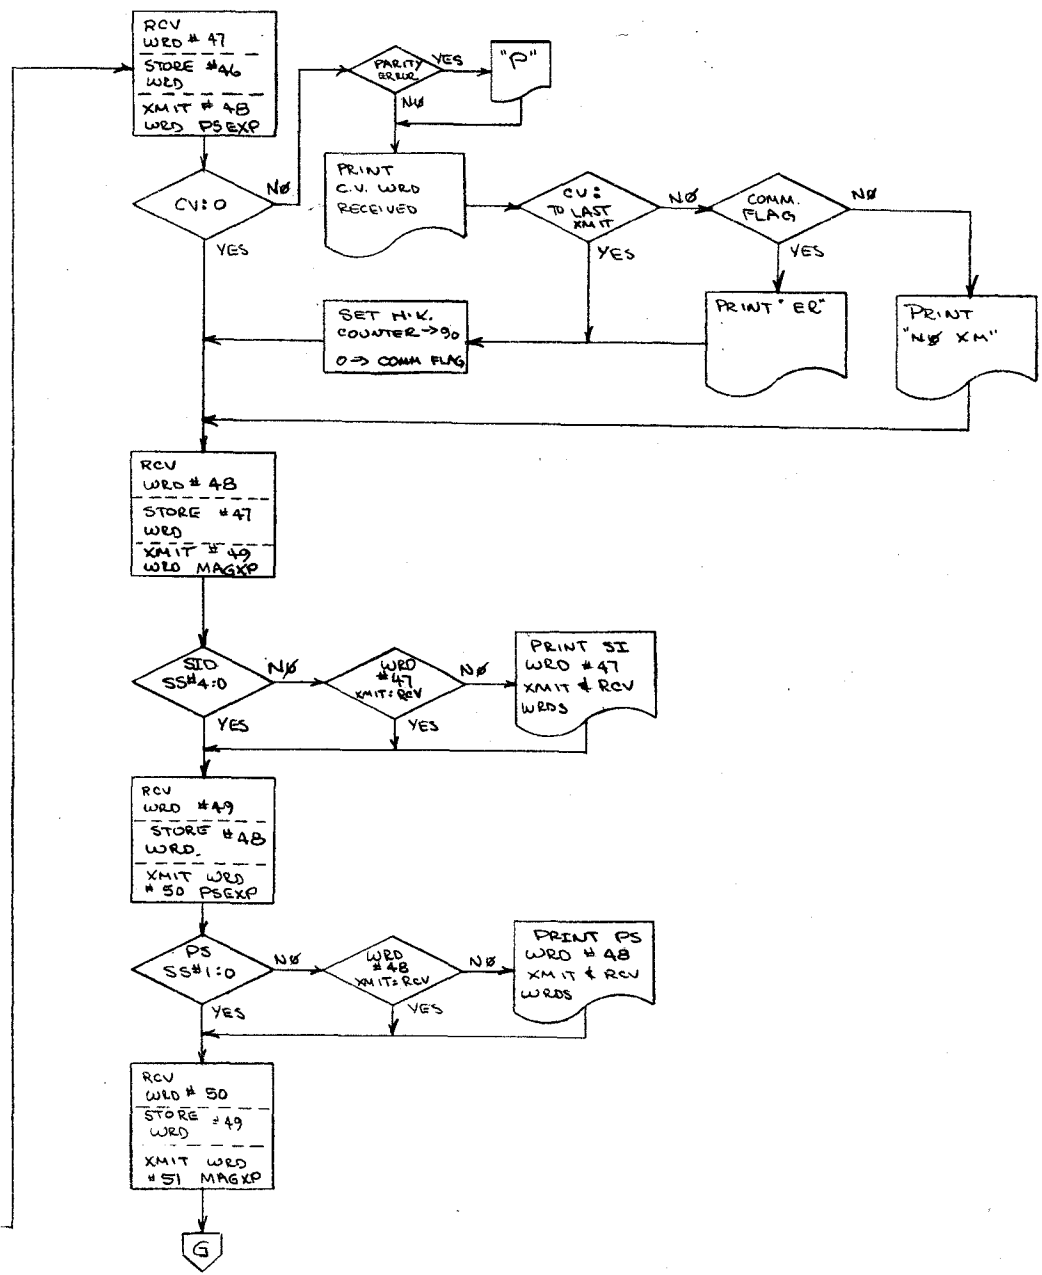 RCV
WRD # 47
STORE #46
WRD
XMIT # 48
WRD PSEXP
PARITY
ERROR
YES
"P"
NØ
CV:0
NØ
YES
PRINT
C.V. WRD
RECEIVED
CV:
TO LAST
XMIT
NØ
YES
COMM.
FLAG
NØ
YES
SET H.K.
COUNTER→90
0⇒ COMM FLAG
PRINT "ER"
PRINT
"NØ XM"
RCV
WRD # 48
STORE #47
WRD
XMIT # 49
WRD MAGXP
SID
SS#4:0
NØ
YES
WRD
#47
XMIT:RCV
NØ
YES
PRINT SI
WRD #47
XMIT & RCV
WRDS
RCV
WRD #49
STORE #48
WRD.
XMIT WRD
# 50 PSEXP
PS
SS#1:0
NØ
YES
WRD
#48
XMIT:RCV
NØ
YES
PRINT PS
WRD # 48
XMIT & RCV
WRDS
RCV
WRD # 50
STORE #49
WRD
XMIT WRD
#51 MAGXP
G